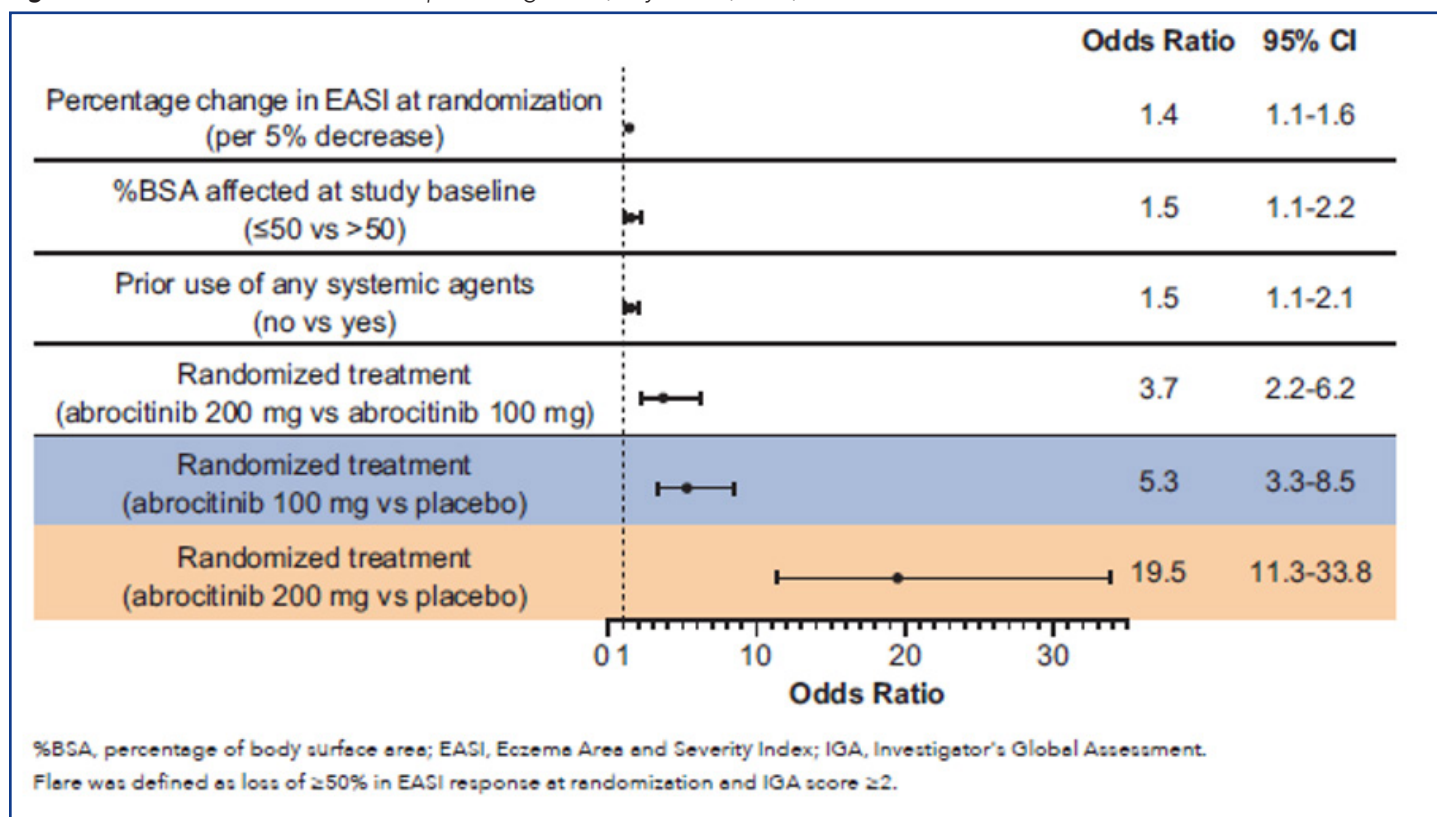 Odds Ratio 95% CI
Percentage change in EASI at randomization
(per 5% decrease)
1.4 1.1-1.6
%BSA affected at study baseline
(≤50 vs >50)
1.5 1.1-2.2
Prior use of any systemic agents
(no vs yes)
1.5 1.1-2.1
Randomized treatment
(abrocitinib 200 mg vs abrocitinib 100 mg)
3.7 2.2-6.2
Randomized treatment
(abrocitinib 100 mg vs placebo)
5.3 3.3-8.5
Randomized treatment
(abrocitinib 200 mg vs placebo)
19.5 11.3-33.8
0 1 10 20 30
Odds Ratio
%BSA, percentage of body surface area; EASI, Eczema Area and Severity Index; IGA, Investigator's Global Assessment.
Flare was defined as loss of ≥50% in EASI response at randomization and IGA score ≥2.